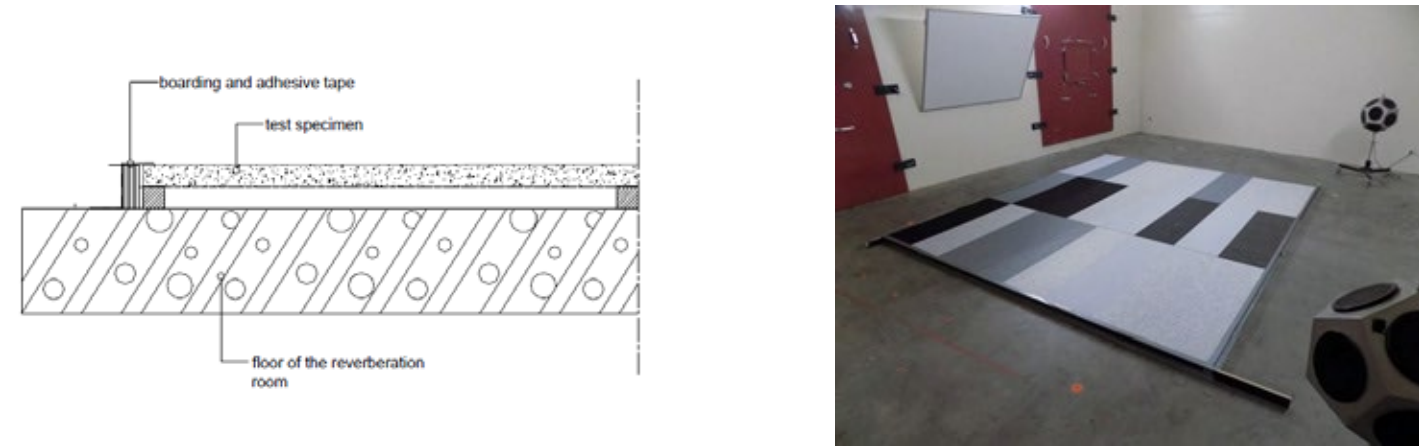 boarding and adhesive tape
test specimen
floor of the reverberation
room